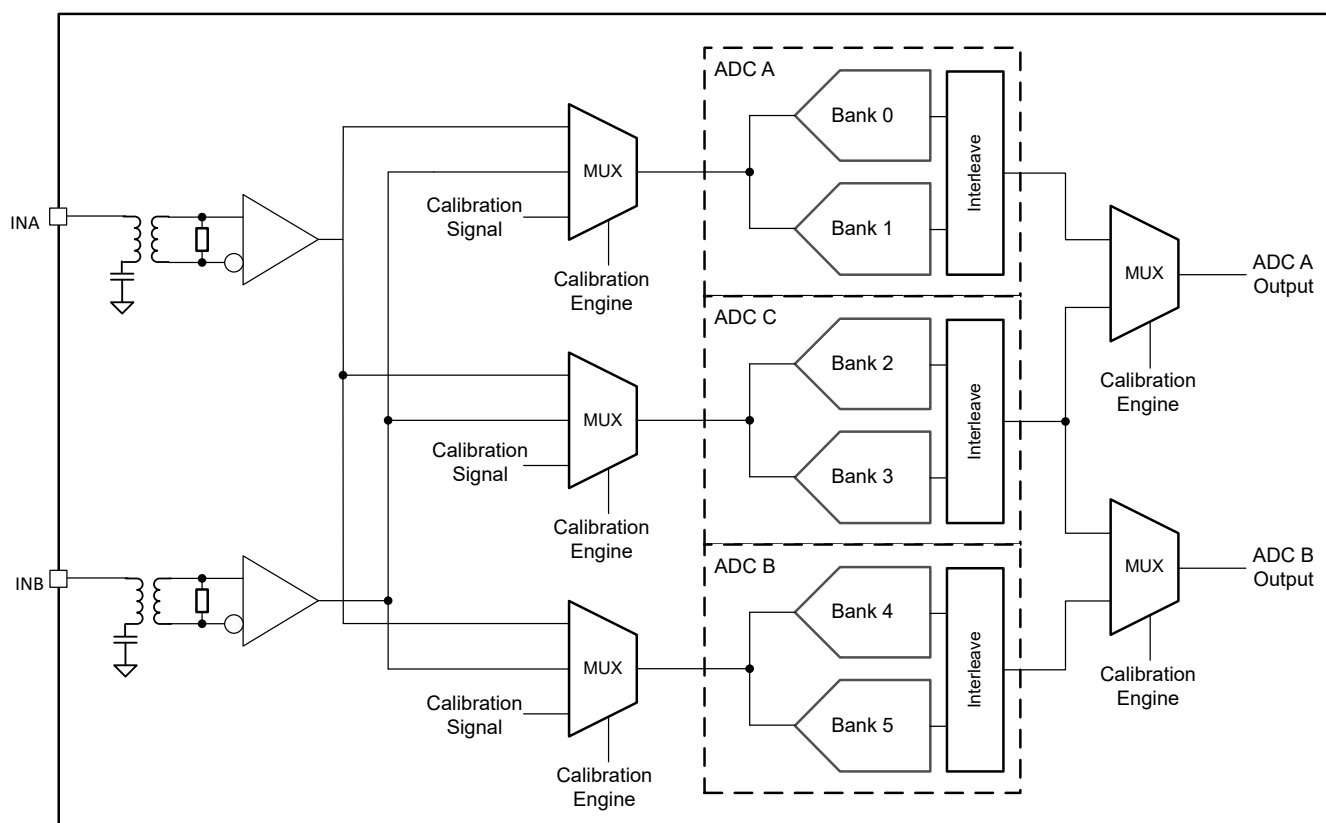 ADC A
Bank 0
Bank 1
Interleave
MUX
Calibration
Signal
Calibration
Engine
INA
MUX
ADC A
Output
Calibration
Engine
ADC C
Bank 2
Bank 3
Interleave
MUX
Calibration
Signal
Calibration
Engine
INB
MUX
ADC B
Output
Calibration
Engine
ADC B
Bank 4
Bank 5
Interleave
MUX
Calibration
Signal
Calibration
Engine